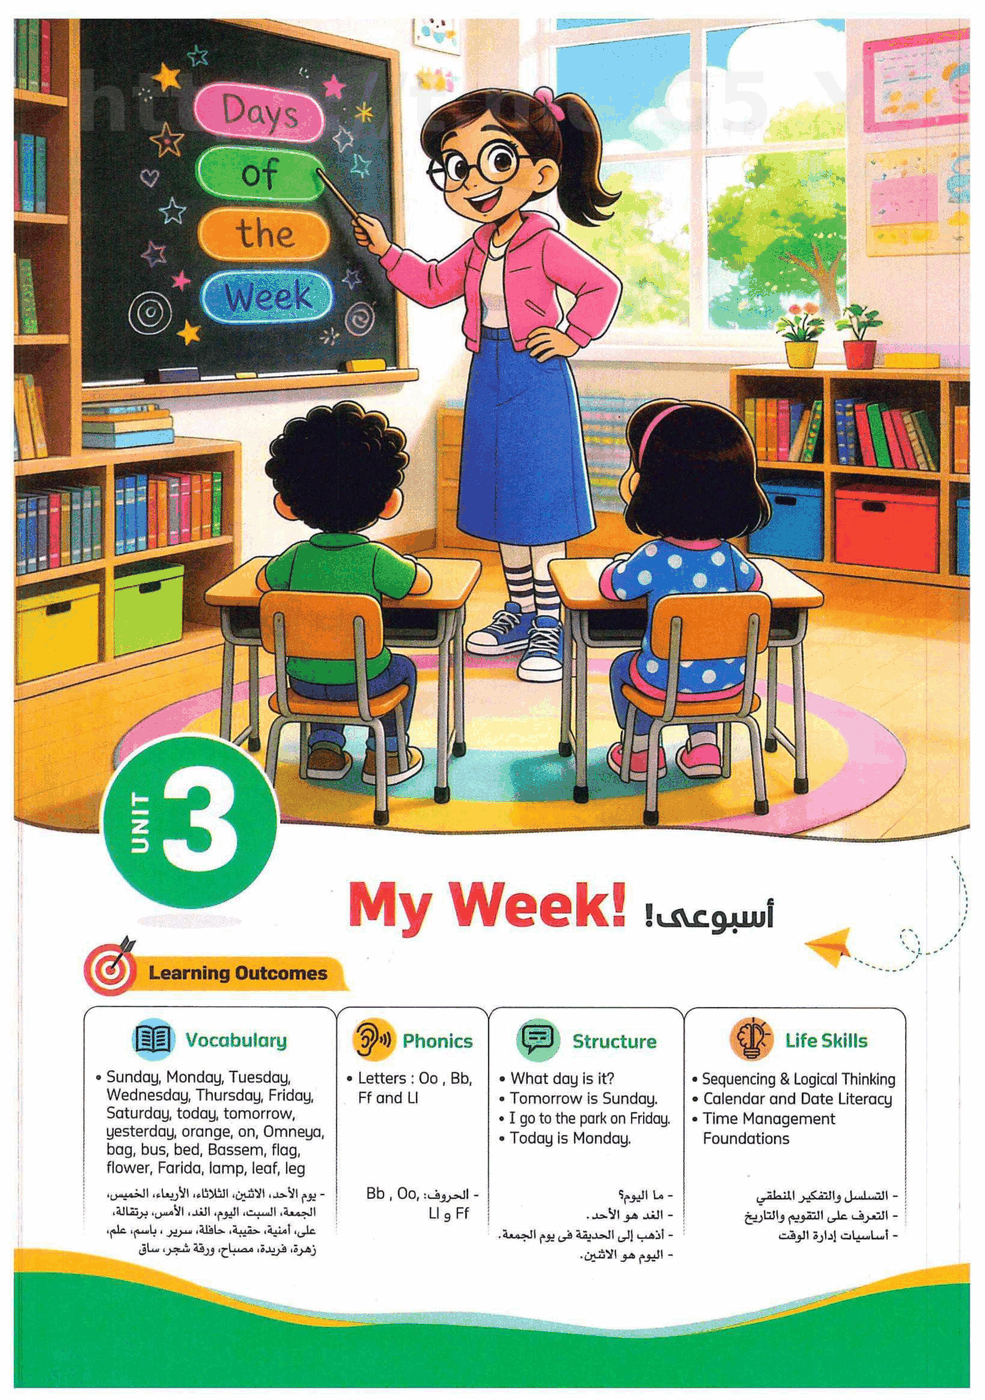 Days
of
the
Week
UNIT 3
My Week! أسبوعى!
Learning Outcomes
Vocabulary
• Sunday, Monday, Tuesday,
Wednesday, Thursday, Friday,
Saturday, today, tomorrow,
yesterday, orange, on, Omneya,
bag, bus, bed, Bassem, flag,
flower, Farida, lamp, leaf, leg
- يوم الأحد، الاثنين، الثلاثاء، الأربعاء، الخميس،
الجمعة، السبت، اليوم، الغد، الأمس، برتقالة،
على، أمنية، حقيبة، حافلة، سرير ، باسم، علم،
زهرة، فريدة، مصباح، ورقة شجر، ساق
Phonics
• Letters : Oo , Bb,
Ff and Ll
- الحروف: Bb , Oo,
Ff و Ll
Structure
• What day is it?
• Tomorrow is Sunday.
• I go to the park on Friday.
• Today is Monday.
- ما اليوم؟
- الغد هو الأحد.
- أذهب إلى الحديقة فى يوم الجمعة.
- اليوم هو الاثنين.
Life Skills
• Sequencing & Logical Thinking
• Calendar and Date Literacy
• Time Management
Foundations
- التسلسل والتفكير المنطقي
- التعرف على التقويم والتاريخ
- أساسيات إدارة الوقت